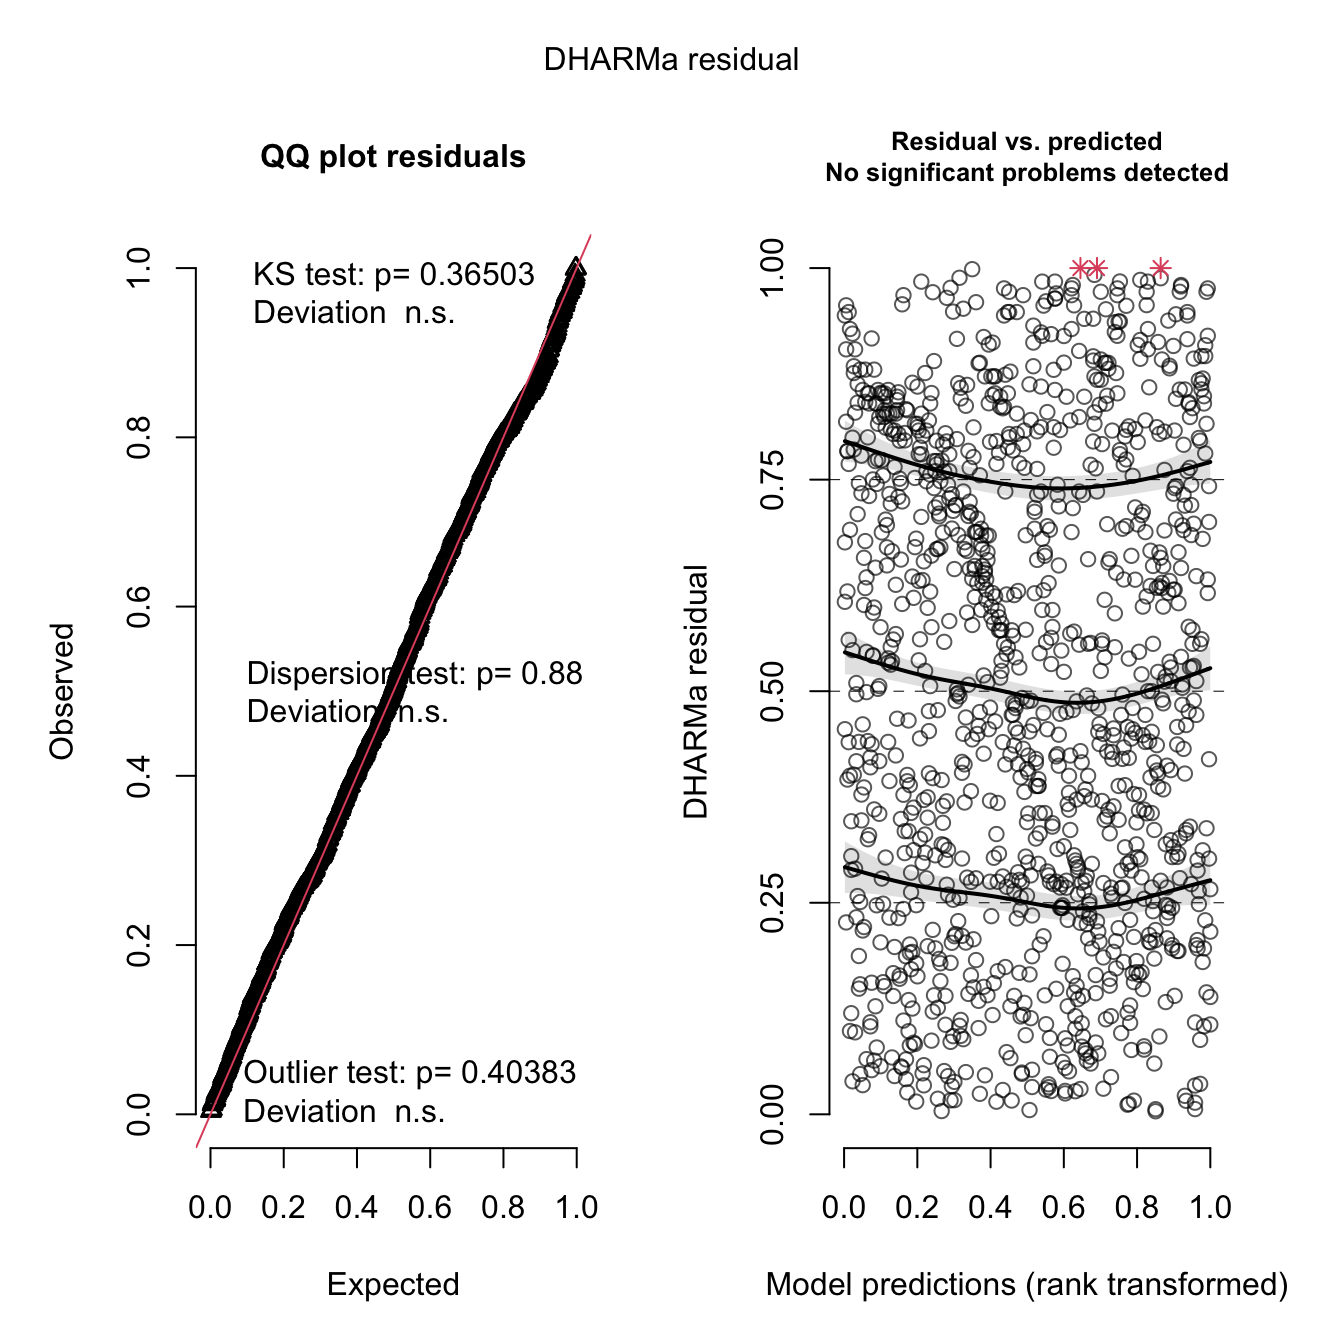 DHARMa residual
QQ plot residuals
KS test: p= 0.36503
Deviation  n.s.
Dispersion test: p= 0.88
Deviation  n.s.
Outlier test: p= 0.40383
Deviation  n.s.
Observed
0.0
0.2
0.4
0.6
0.8
1.0
0.0 0.2 0.4 0.6 0.8 1.0
Expected
Residual vs. predicted
No significant problems detected
DHARMa residual
0.00
0.25
0.50
0.75
1.00
0.0 0.2 0.4 0.6 0.8 1.0
Model predictions (rank transformed)